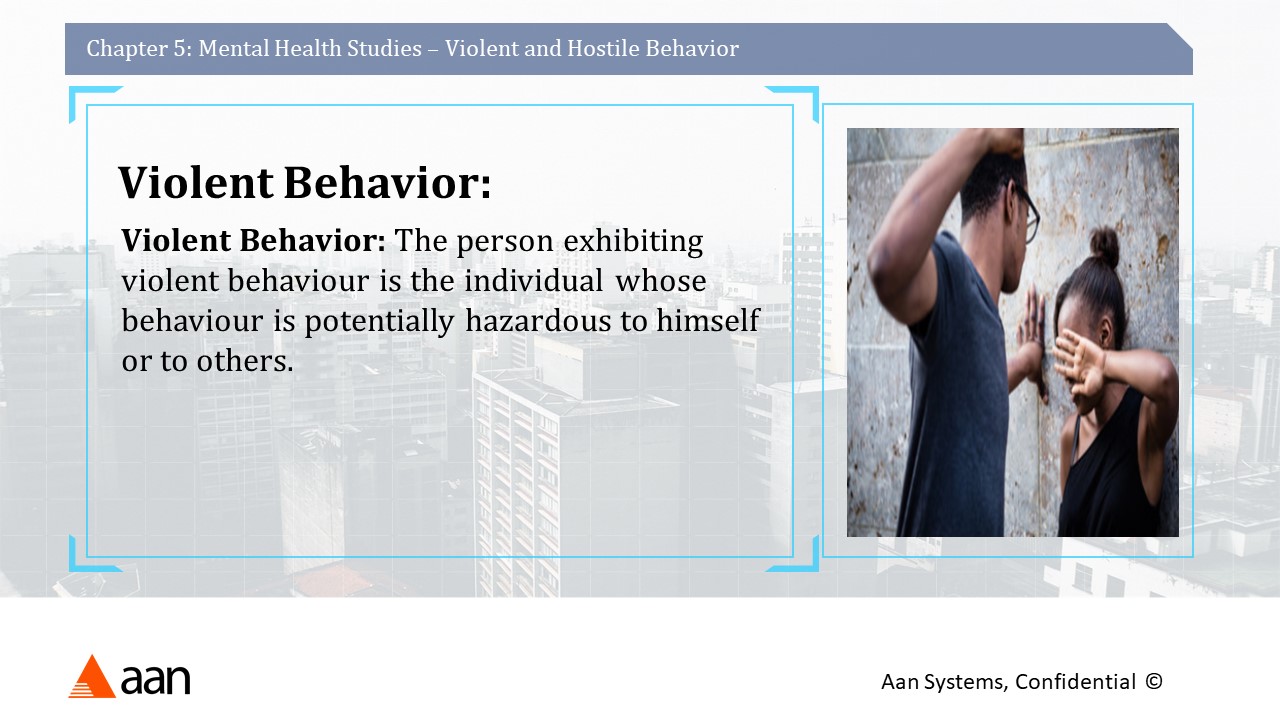 Chapter 5: Mental Health Studies – Violent and Hostile Behavior
Violent Behavior:
Violent Behavior: The person exhibiting
violent behaviour is the individual whose
behaviour is potentially hazardous to himself
or to others.
aan
Aan Systems, Confidential ©